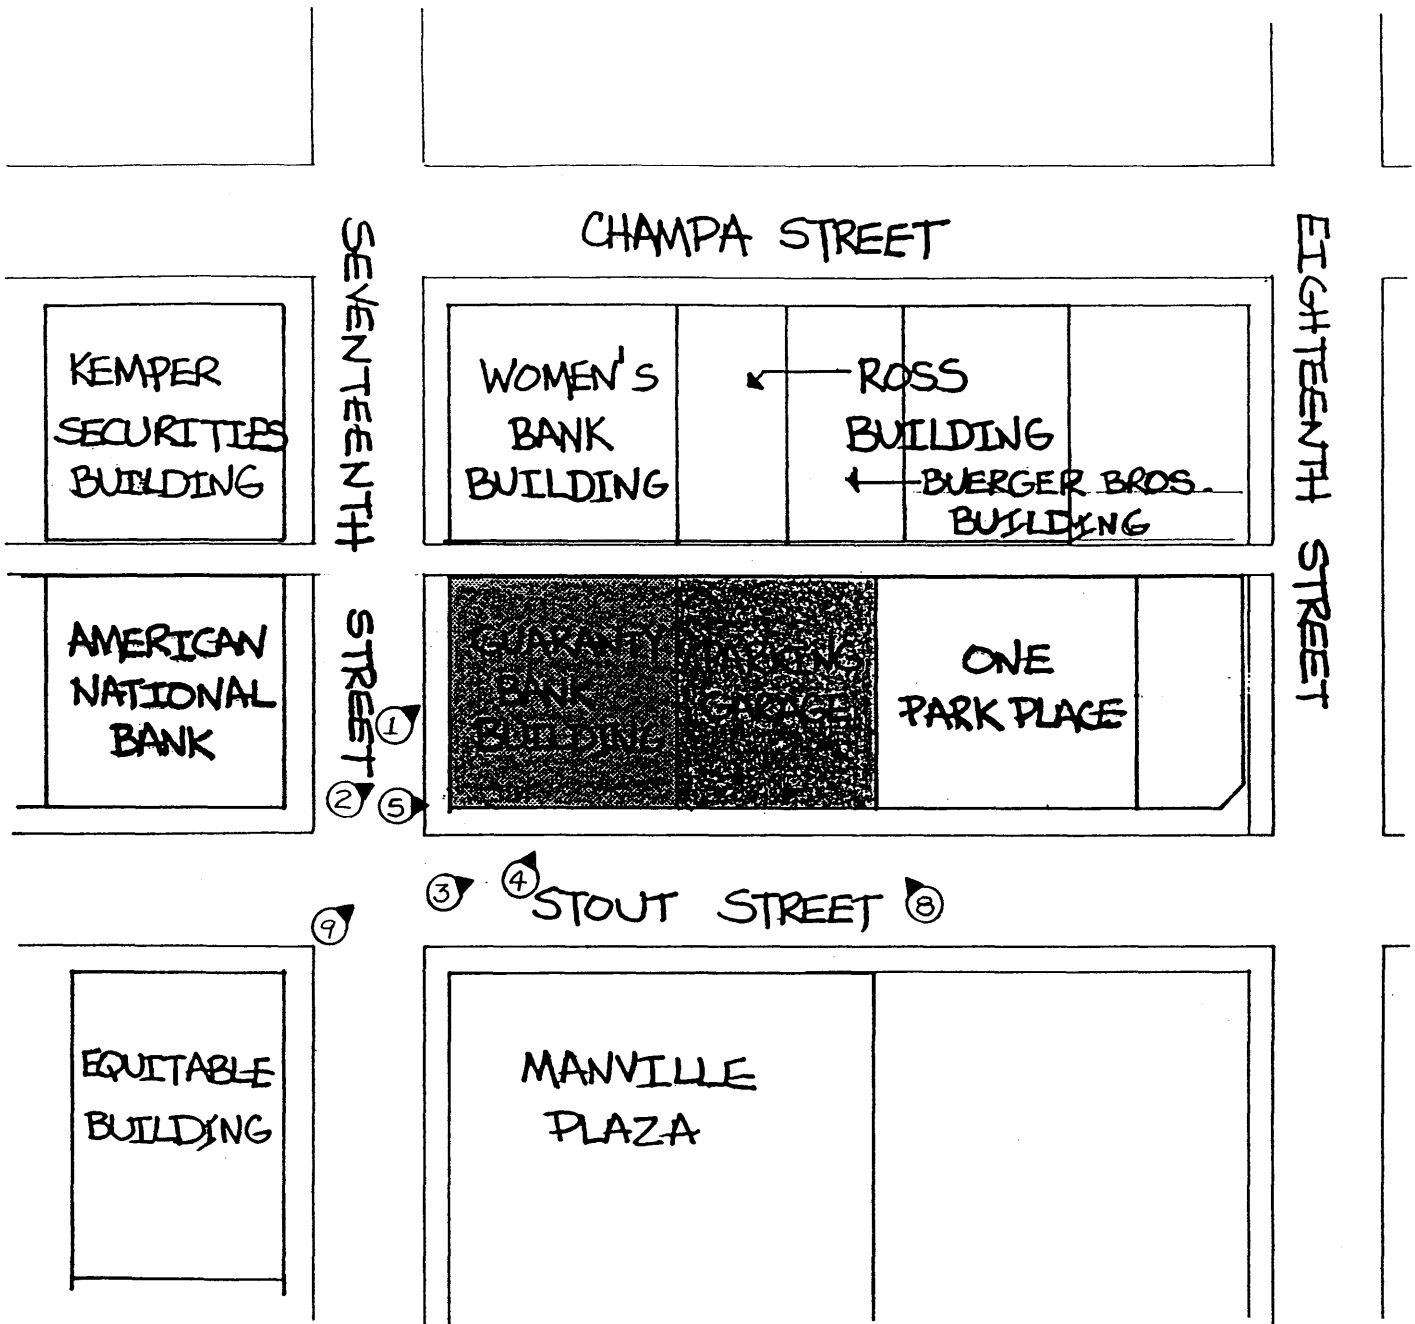 CHAMPA STREET
SEVENTEENTH STREET
EIGHTEENTH STREET
KEMPER
SECURITIES
BUILDING
WOMEN'S
BANK
BUILDING
ROSS
BUILDING
BUERGER BROS.
BUILDING
AMERICAN
NATIONAL
BANK
GUARANTY
BANK
BUILDING
PARKING
GARAGE
ONE
PARK PLACE
1
2
5
3
4
STOUT STREET
8
9
EQUITABLE
BUILDING
MANVILLE
PLAZA